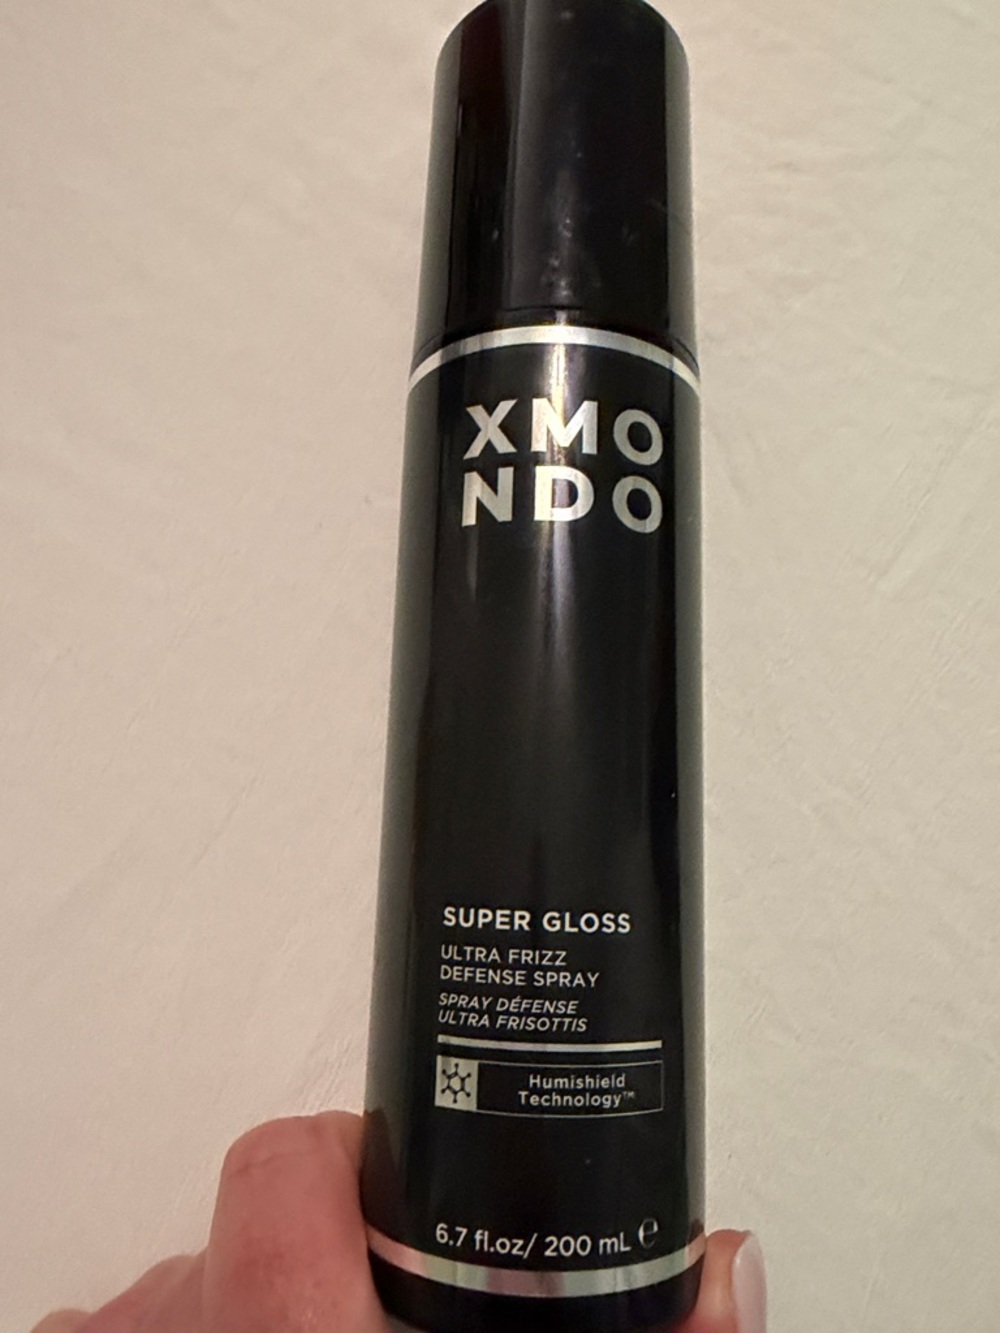 XMO
NDO
SUPER GLOSS
ULTRA FRIZZ
DEFENSE SPRAY
SPRAY DÉFENSE
ULTRA FRISOTTIS
Humishield
Technology™
6.7 fl.oz/ 200 mL ℮